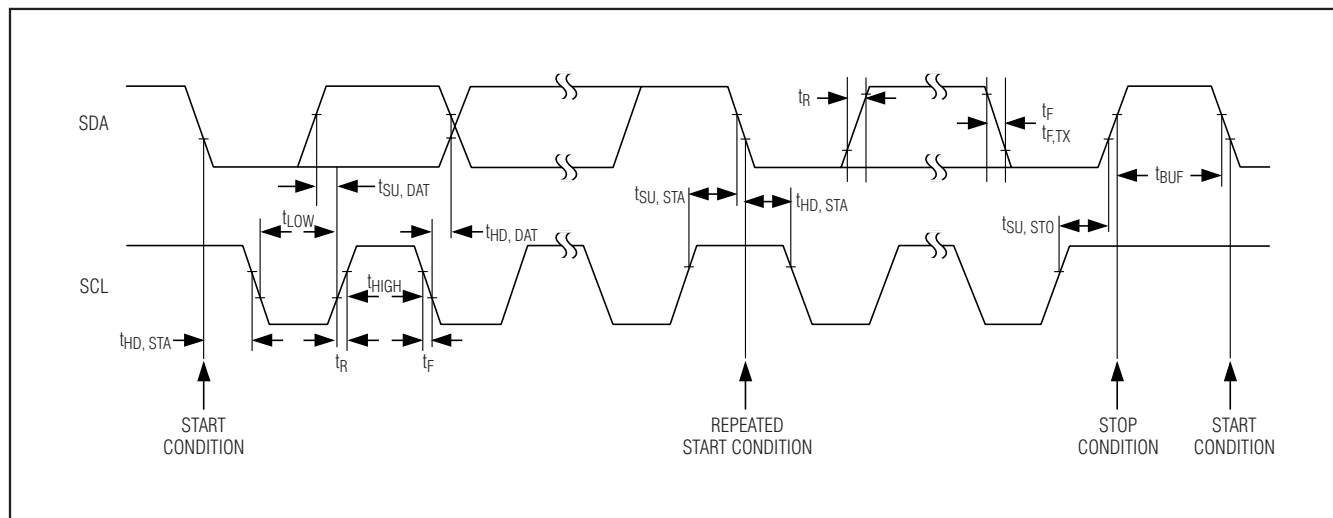 SDA
tR
tF
tF,TX
tSU, DAT
tLOW
tHD, DAT
tSU, STA
tHD, STA
tBUF
tSU, STO
SCL
tHIGH
tHD, STA
tR
tF
START
CONDITION
REPEATED
START CONDITION
STOP
CONDITION
START
CONDITION